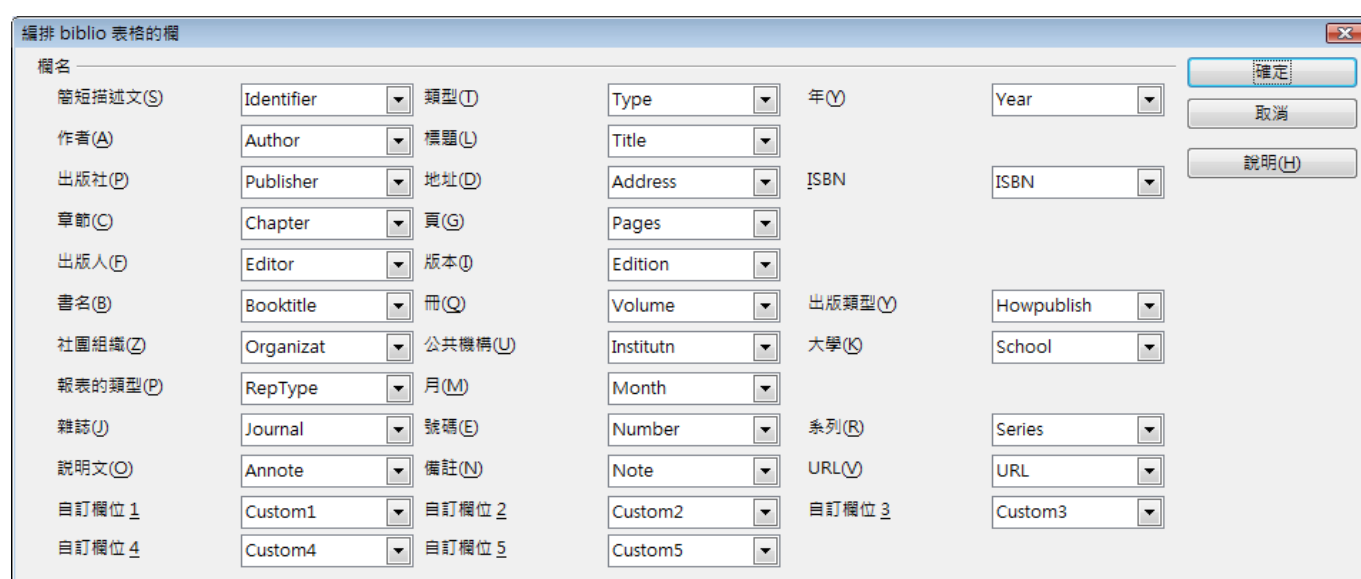 編排 biblio 表格的欄
欄名
確定
取消
說明(H)
簡短描述文(S) Identifier 類型(T) Type 年(Y) Year
作者(A) Author 標題(L) Title
出版社(P) Publisher 地址(D) Address ISBN ISBN
章節(C) Chapter 頁(G) Pages
出版人(F) Editor 版本(I) Edition
書名(B) Booktitle 冊(Q) Volume 出版類型(Y) Howpublish
社團組織(Z) Organizat 公共機構(U) Institutn 大學(K) School
報表的類型(P) RepType 月(M) Month
雜誌(J) Journal 號碼(E) Number 系列(R) Series
說明文(O) Annote 備註(N) Note URL(V) URL
自訂欄位 1 Custom1 自訂欄位 2 Custom2 自訂欄位 3 Custom3
自訂欄位 4 Custom4 自訂欄位 5 Custom5